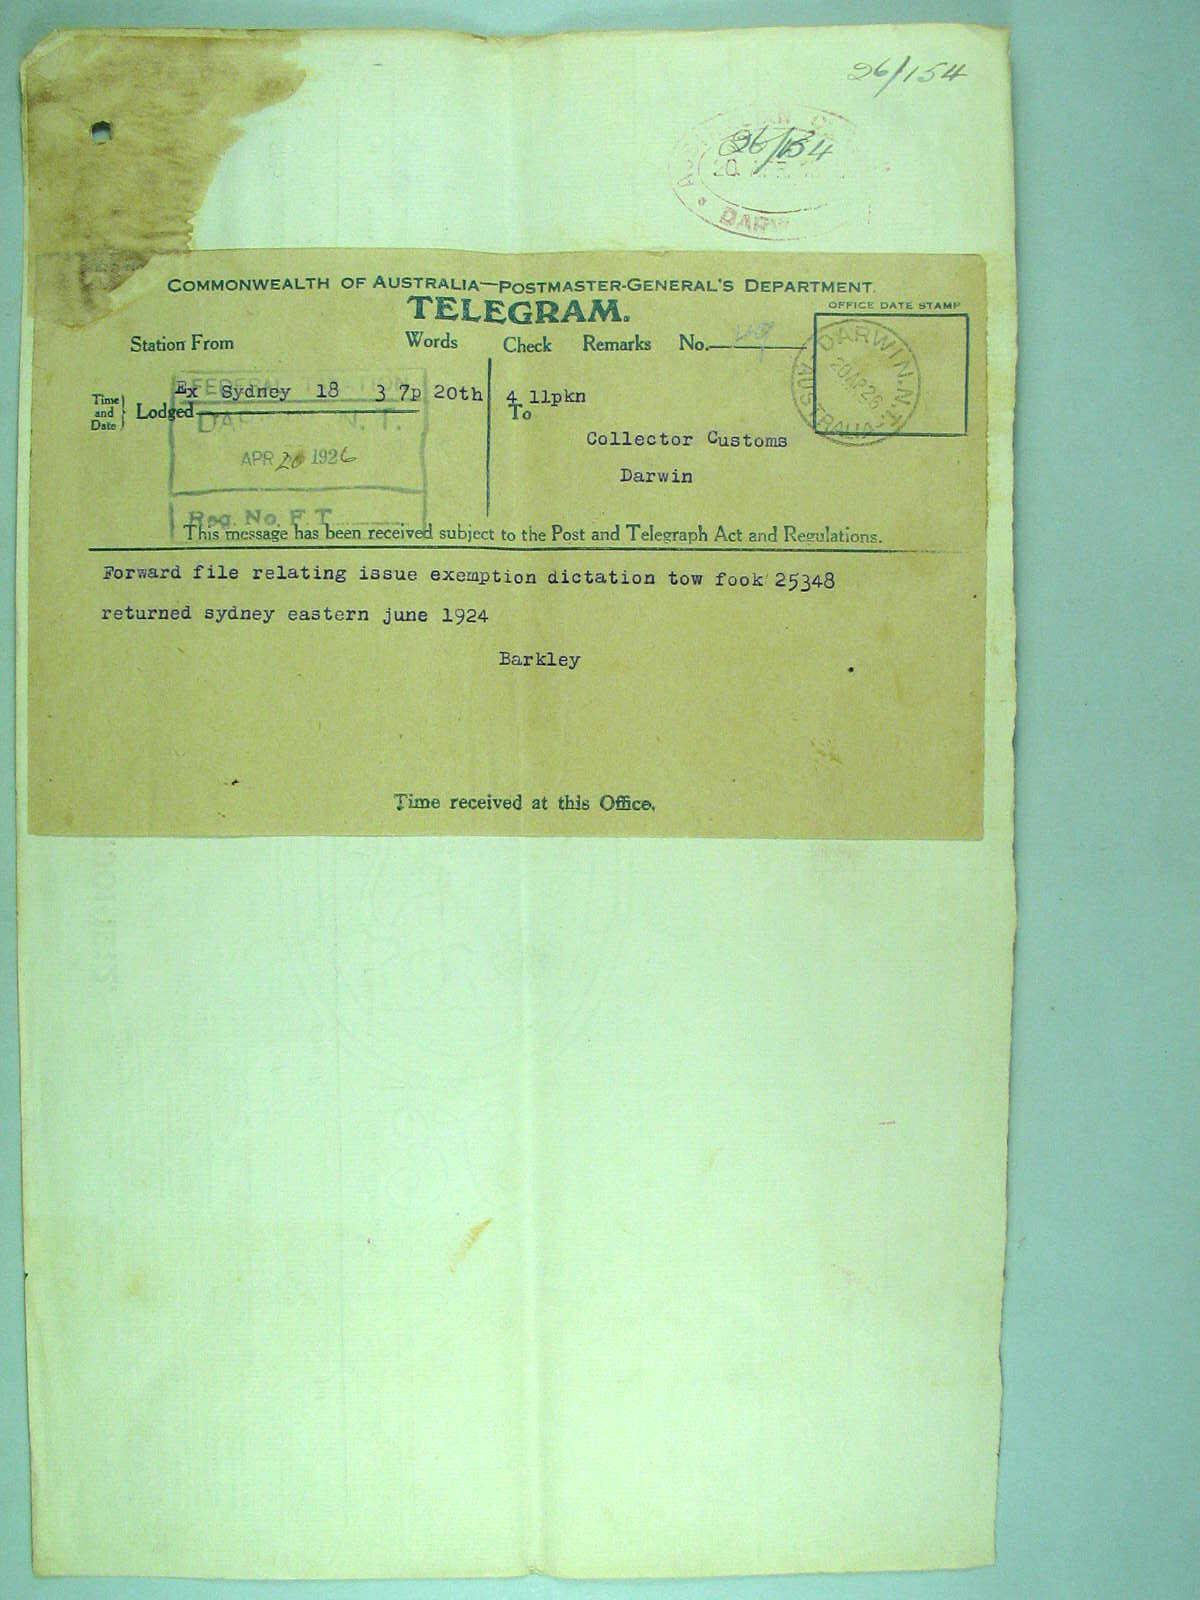 26/154
26/154
20
DARW
COMMONWEALTH OF AUSTRALIA—POSTMASTER-GENERAL'S DEPARTMENT.
TELEGRAM.
OFFICE DATE STAMP
Station From Words Check Remarks No. 49
DARWIN.N.T.
20AP26
AUSTRALIA
Ex Sydney 18 3 7p 20th 4 11pkn
Time and Date Lodged To
N.T.
Collector Customs
APR 20 1926
Darwin
Reg. No. F T
This message has been received subject to the Post and Telegraph Act and Regulations.
Forward file relating issue exemption dictation tow fook 25348
returned sydney eastern june 1924
Barkley
Time received at this Office.